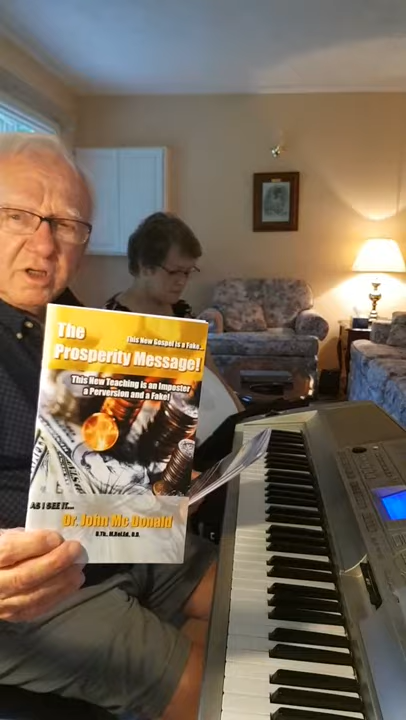 The
This New Gospel is a Fake...
Prosperity Message!
This New Teaching is an Imposter
a Perversion and a Fake!
AS I SEE IT...
Dr. John Mc Donald